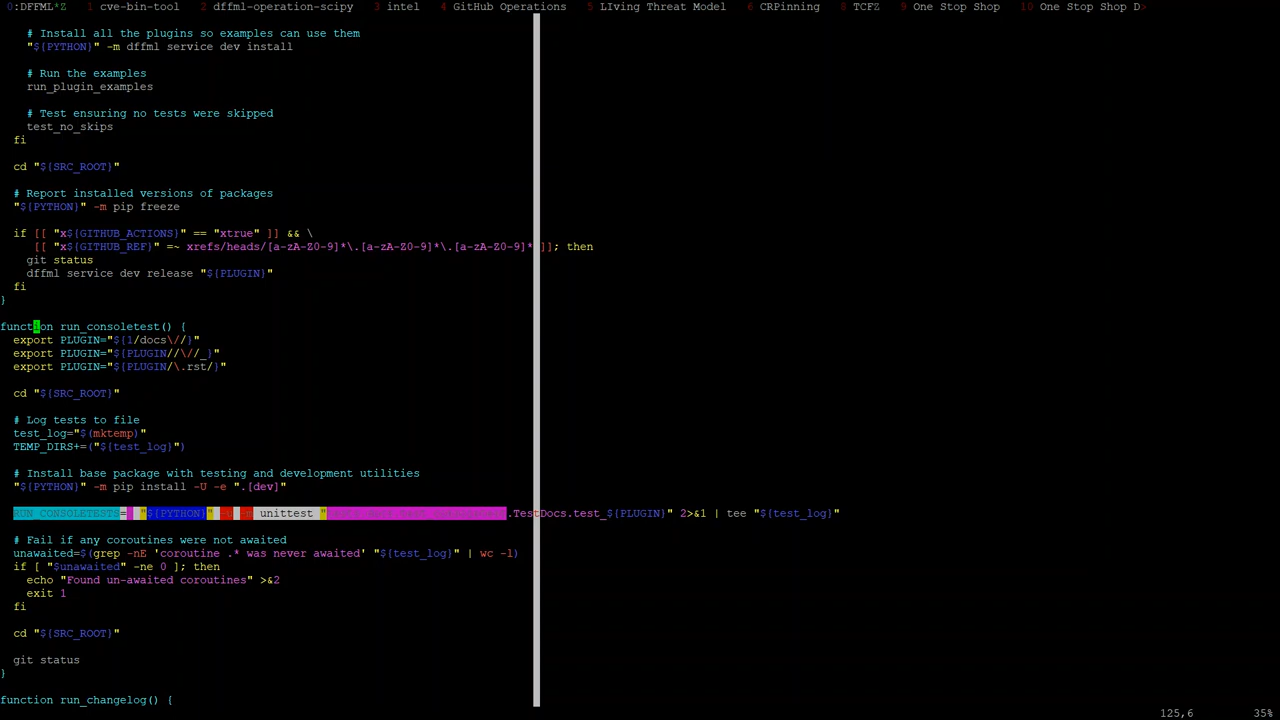 0:DFFML*Z 1 cve-bin-tool 2 dffml-operation-scipy 3 intel 4 GitHub Operations 5 LIving Threat Model 6 CRPinning 8 TCFZ 9 One Stop Shop 10 One Stop Shop D>
# Install all the plugins so examples can use them
"${PYTHON}" -m dffml service dev install
# Run the examples
run_plugin_examples
# Test ensuring no tests were skipped
test_no_skips
fi
cd "${SRC_ROOT}"
# Report installed versions of packages
"${PYTHON}" -m pip freeze
if [[ "x${GITHUB_ACTIONS}" == "xtrue" ]] && \
[[ "x${GITHUB_REF}" =~ xrefs/heads/[a-zA-Z0-9]*\.[a-zA-Z0-9]*\.[a-zA-Z0-9]* ]]; then
git status
dffml service dev release "${PLUGIN}"
fi
}
function run_consoletest() {
export PLUGIN="${1/docs\//}"
export PLUGIN="${PLUGIN//\//_}"
export PLUGIN="${PLUGIN/\.rst/}"
cd "${SRC_ROOT}"
# Log tests to file
test_log="$(mktemp)"
TEMP_DIRS+=("${test_log}")
# Install base package with testing and development utilities
"${PYTHON}" -m pip install -U -e ".[dev]"
RUN_CONSOLETESTS= "${PYTHON}" unittest " .TestDocs.test_${PLUGIN}" 2>&1 | tee "${test_log}"
# Fail if any coroutines were not awaited
unawaited=$(grep -nE 'coroutine .* was never awaited' "${test_log}" | wc -l)
if [ "$unawaited" -ne 0 ]; then
echo "Found un-awaited coroutines" >&2
exit 1
fi
cd "${SRC_ROOT}"
git status
}
function run_changelog() {
125,6 35%